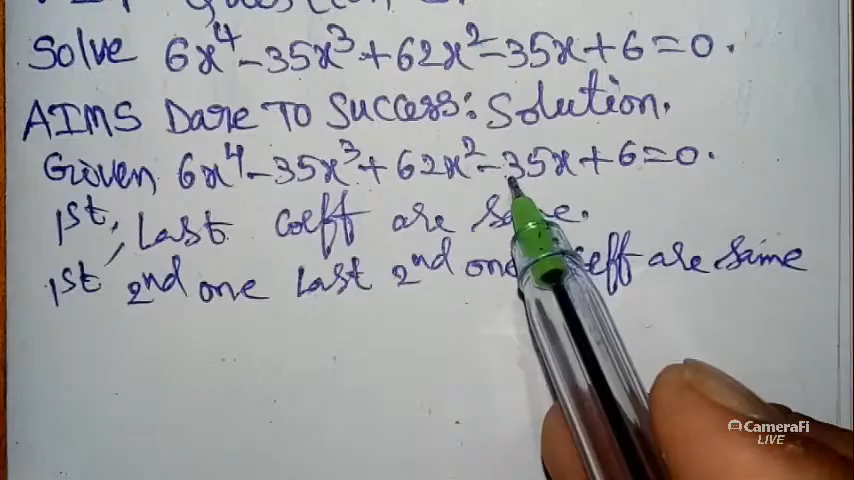 Solve 6x⁴-35x³+62x²-35x+6=0.
AIMS Dare To Success: Solution.
Given 6x⁴-35x³+62x²-35x+6=0.
1st, Last coeff are same.
1st 2nd one Last 2nd one coeff are same
CameraFi
LIVE